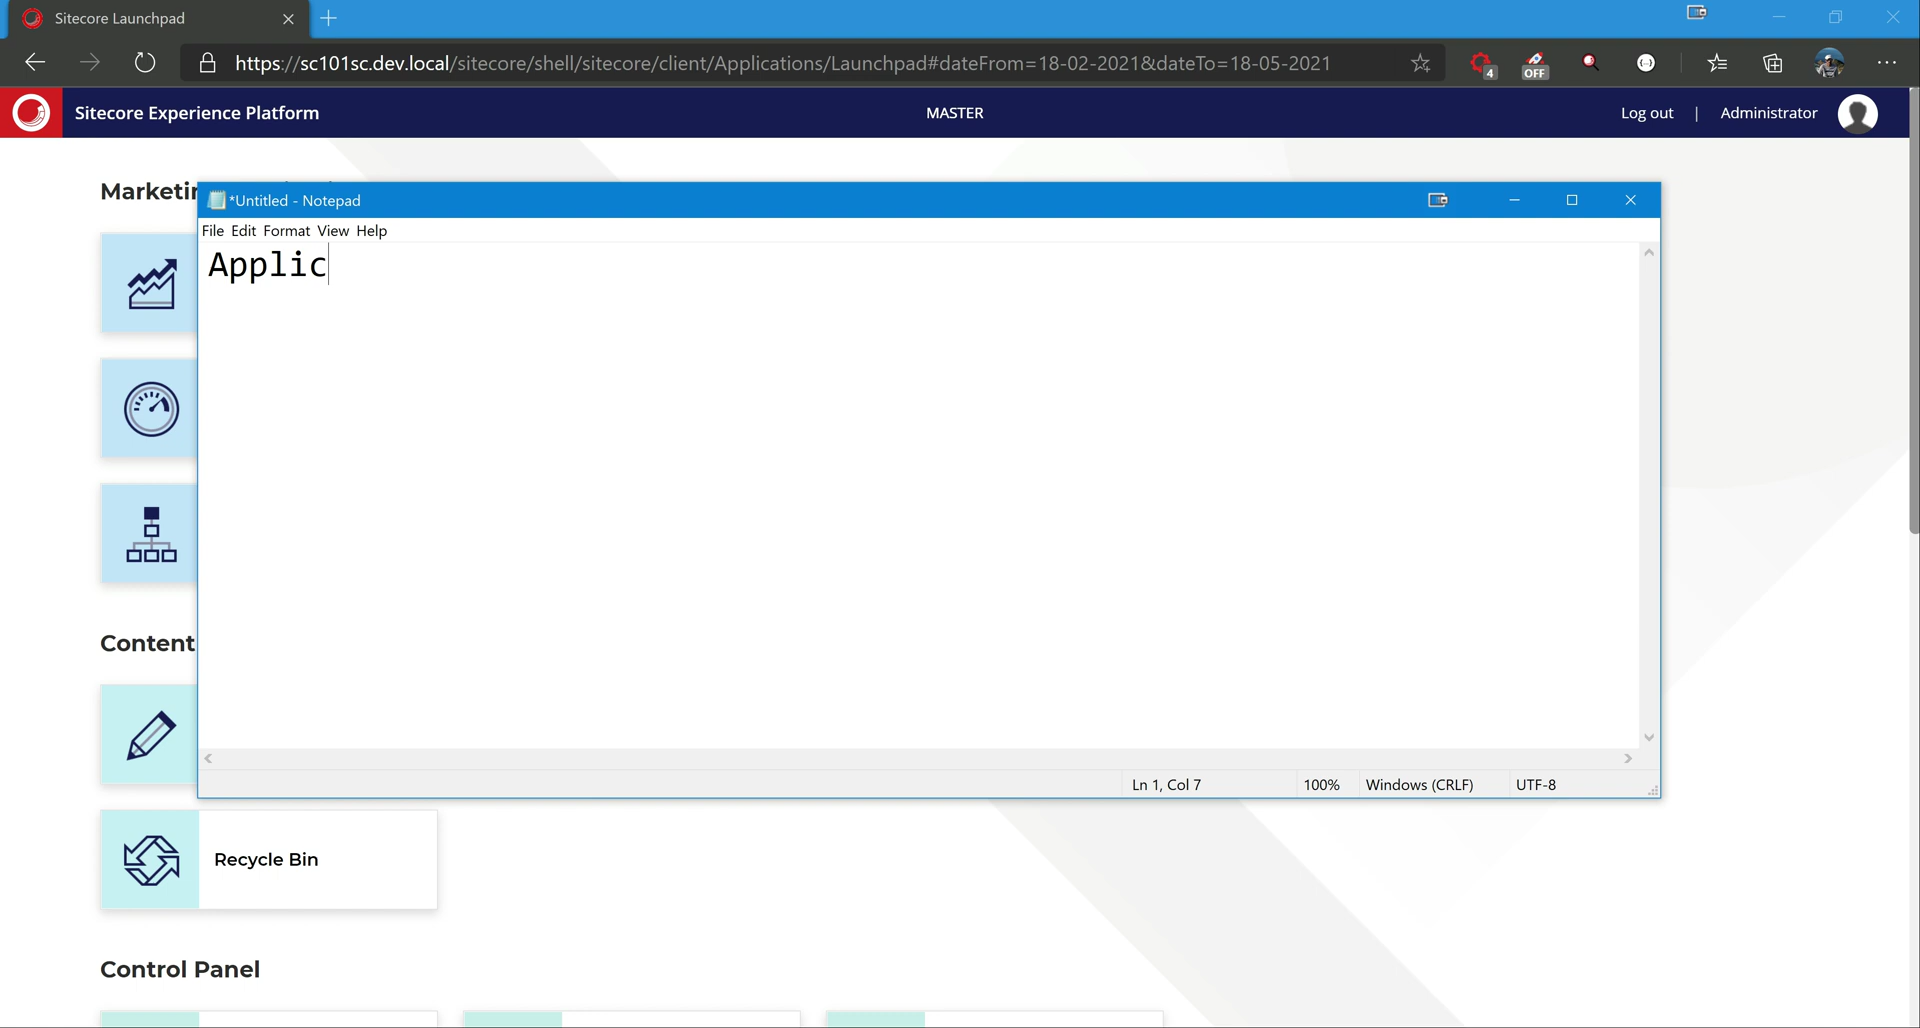 Sitecore Launchpad
https://sc101sc.dev.local/sitecore/shell/sitecore/client/Applications/Launchpad#dateFrom=18-02-2021&dateTo=18-05-2021
4
OFF
Sitecore Experience Platform
MASTER
Log out | Administrator
Marketin
*Untitled - Notepad
File Edit Format View Help
Applic
Ln 1, Col 7
100%
Windows (CRLF)
UTF-8
Content
Recycle Bin
Control Panel